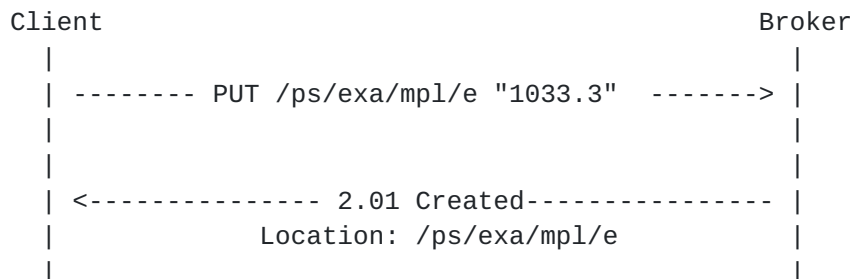 Client Broker
| |
| -------- PUT /ps/exa/mpl/e "1033.3" -------> |
| |
| |
| <--------------- 2.01 Created---------------- |
| Location: /ps/exa/mpl/e |
| |